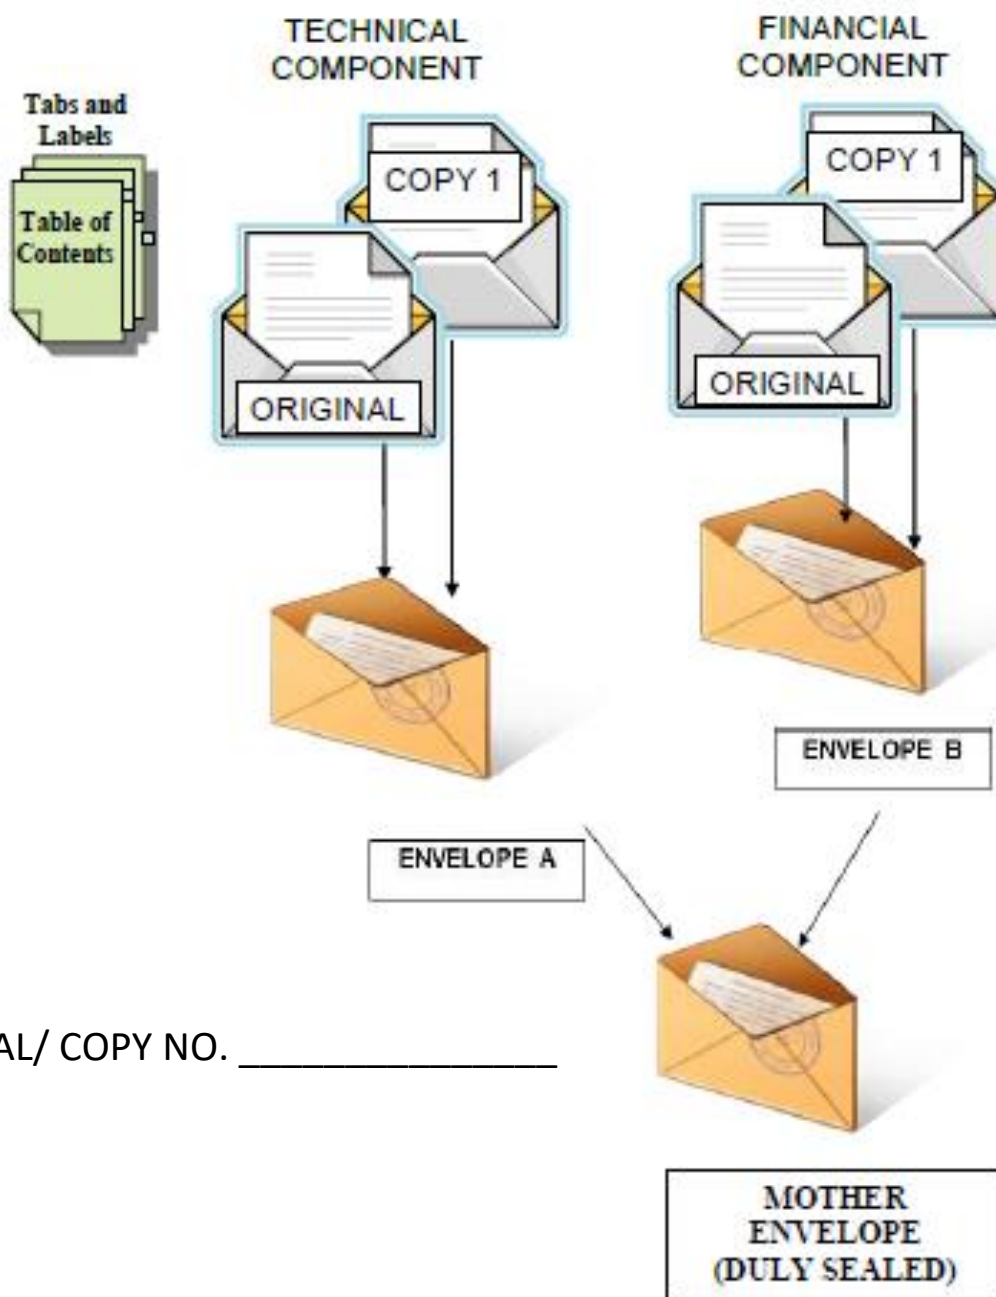 TECHNICAL
COMPONENT
FINANCIAL
COMPONENT
Tabs and
Labels
Table of
Contents
COPY 1
ORIGINAL
COPY 1
ORIGINAL
ENVELOPE B
ENVELOPE A
AL/ COPY NO. _______________
MOTHER
ENVELOPE
(DULY SEALED)